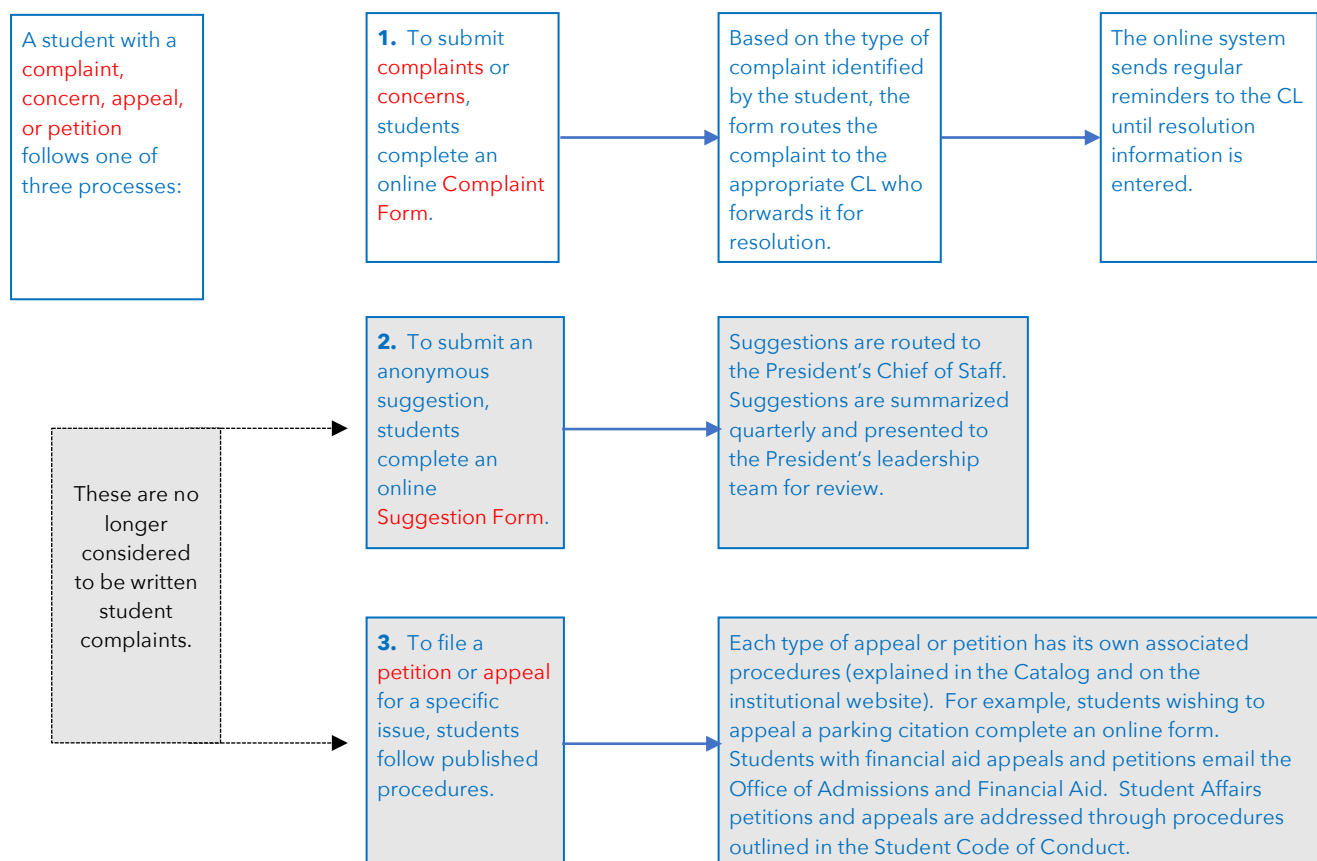 A student with a
complaint,
concern, appeal,
or petition
follows one of
three processes:
1. To submit
complaints or
concerns,
students
complete an
online Complaint
Form.
Based on the type of
complaint identified
by the student, the
form routes the
complaint to the
appropriate CL who
forwards it for
resolution.
The online system
sends regular
reminders to the CL
until resolution
information is
entered.
These are no
longer
considered
to be written
student
complaints.
2. To submit an
anonymous
suggestion,
students
complete an
online
Suggestion Form.
Suggestions are routed to
the President’s Chief of Staff.
Suggestions are summarized
quarterly and presented to
the President’s leadership
team for review.
3. To file a
petition or appeal
for a specific
issue, students
follow published
procedures.
Each type of appeal or petition has its own associated
procedures (explained in the Catalog and on the
institutional website). For example, students wishing to
appeal a parking citation complete an online form.
Students with financial aid appeals and petitions email the
Office of Admissions and Financial Aid. Student Affairs
petitions and appeals are addressed through procedures
outlined in the Student Code of Conduct.